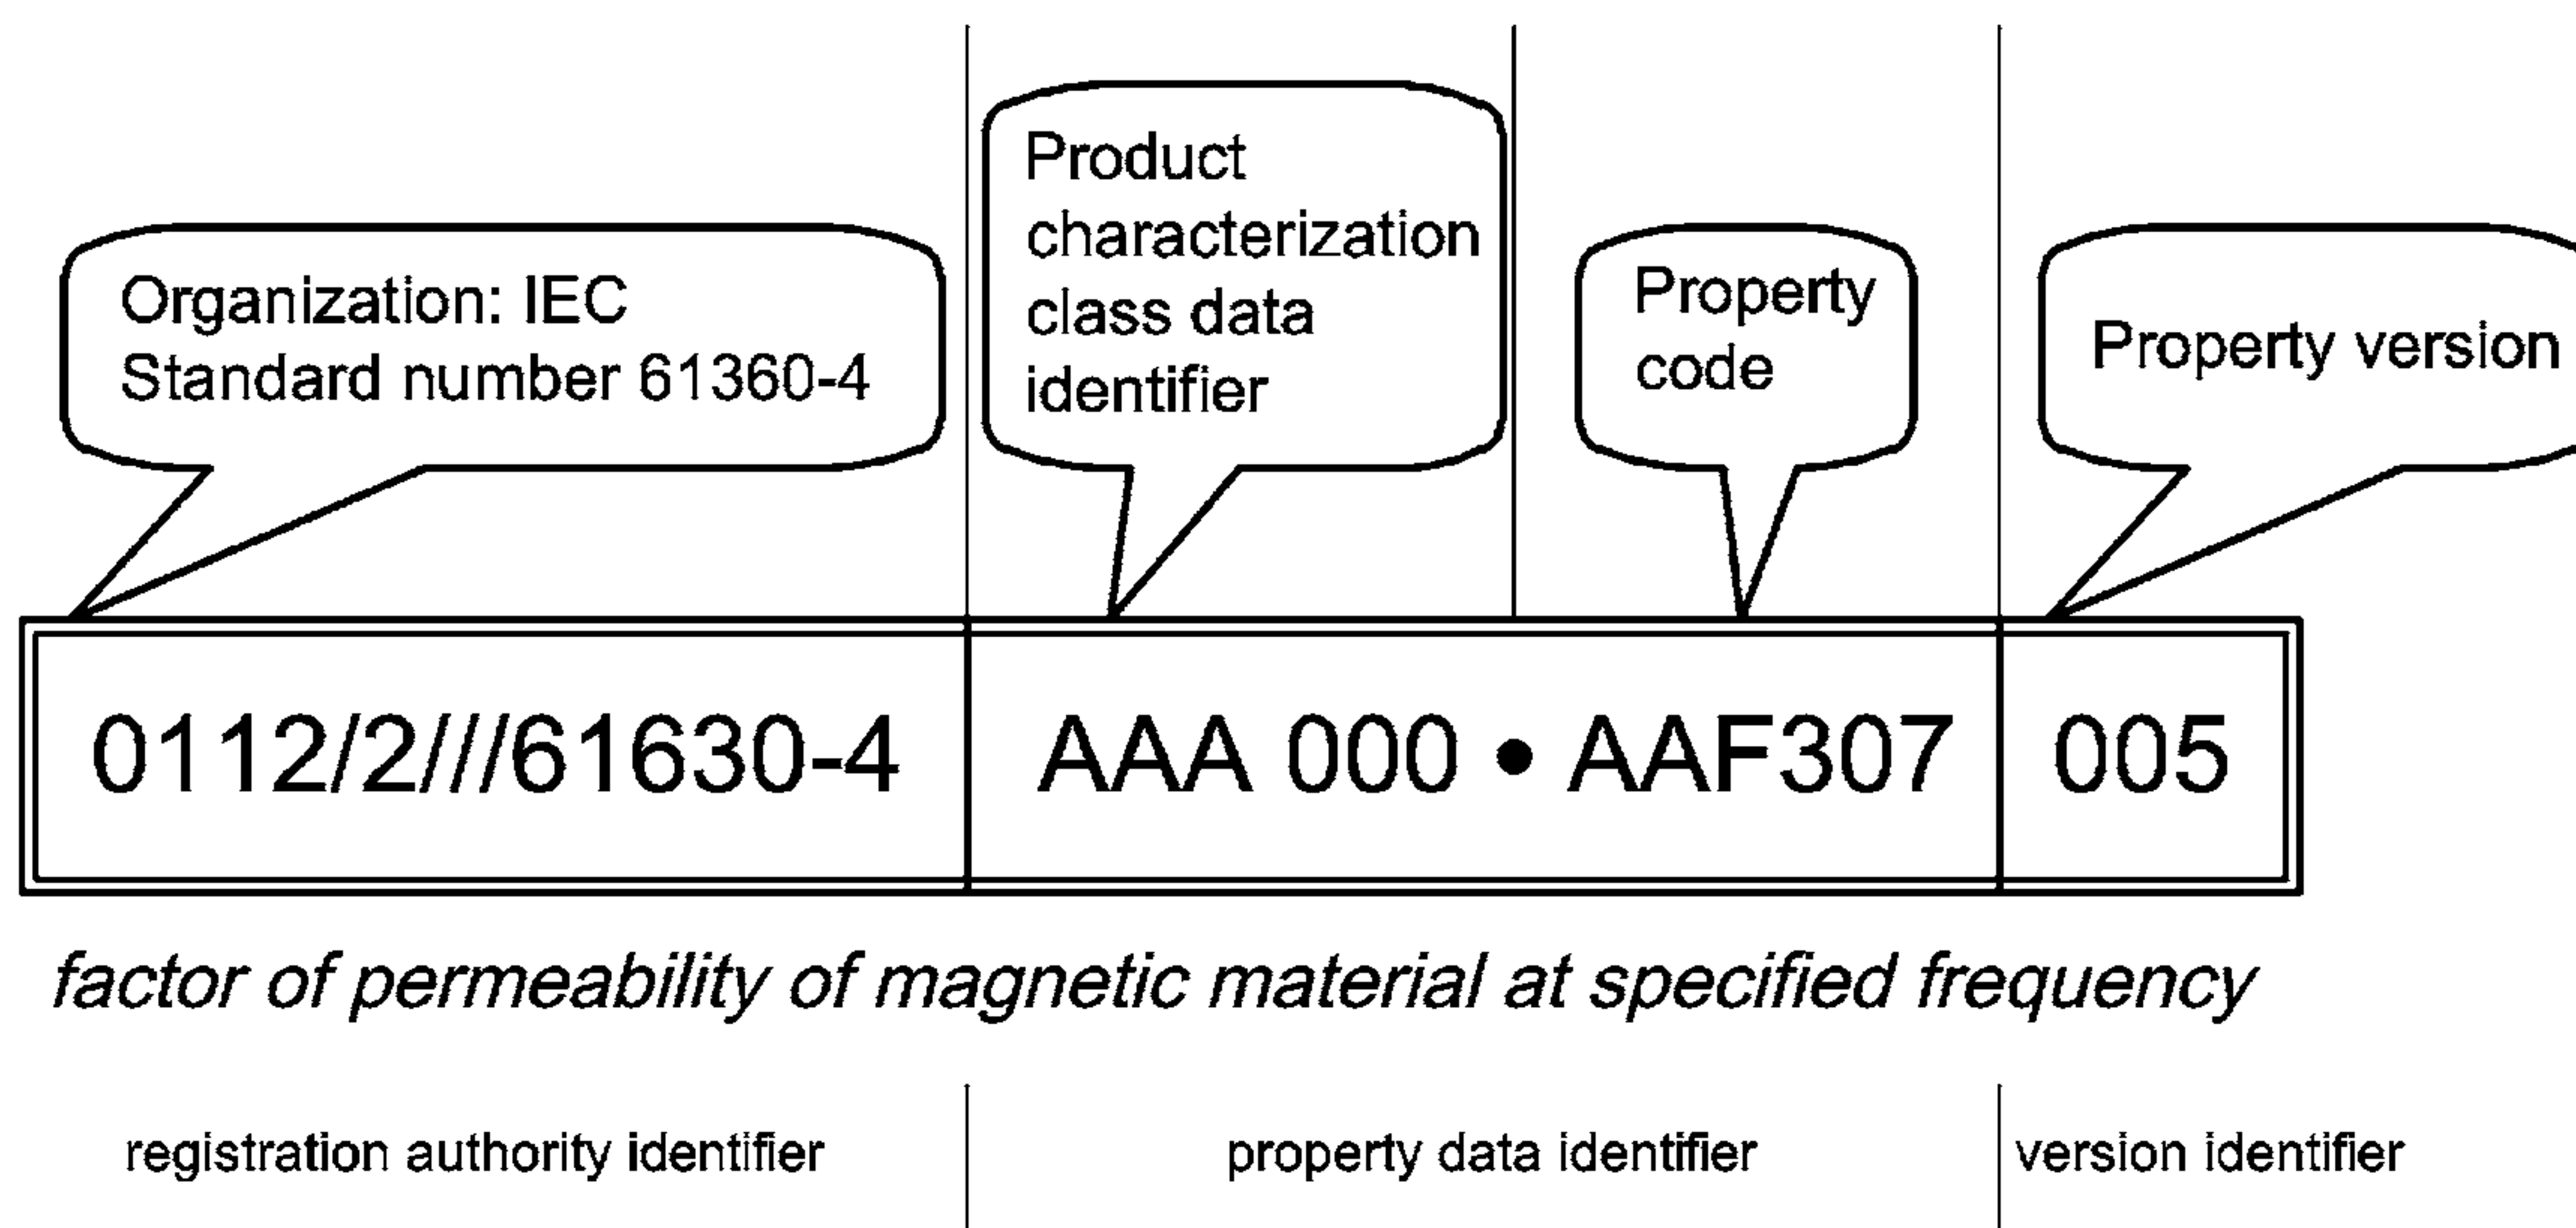 Organization: IEC
Standard number 61360-4
Product
characterization
class data
identifier
Property
code
Property version
0112/2///61630-4 AAA 000 • AAF307 005
factor of permeability of magnetic material at specified frequency
registration authority identifier property data identifier version identifier